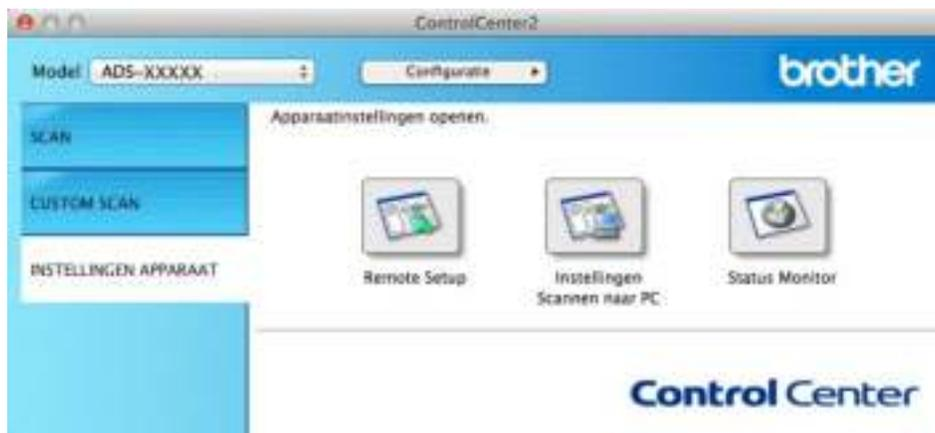 ControlCenter2
Model ADS-XXXXX Configuratie
brother
SCAN
CUSTOM SCAN
INSTELLINGEN APPARAAT
Apparaatinstellingen openen.
Remote Setup
Instellingen
Scannen naar PC
Status Monitor
Control Center